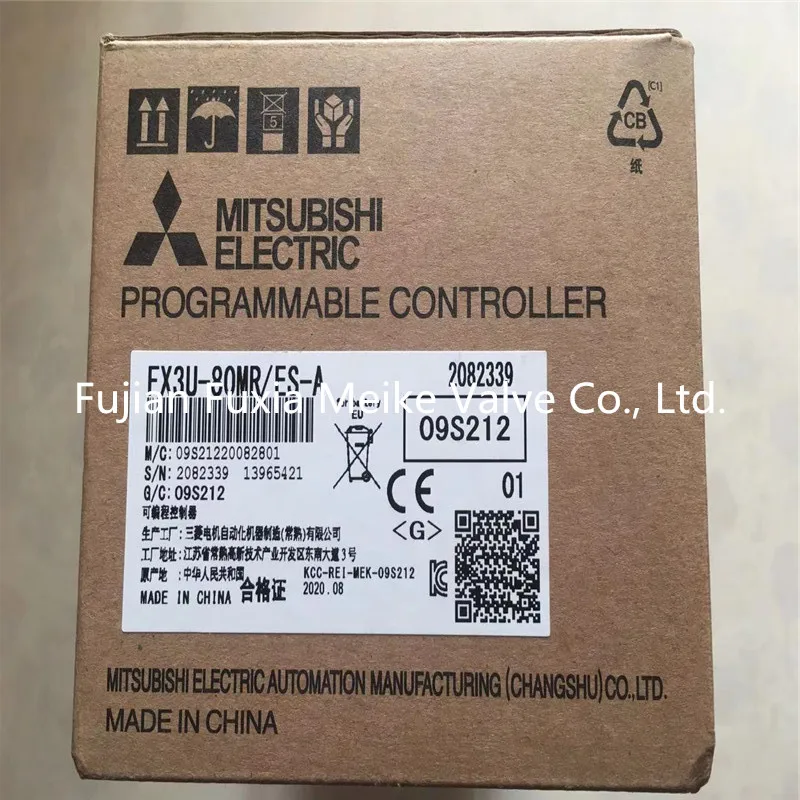 [C1]
5
CB
纸
MITSUBISHI
ELECTRIC
PROGRAMMABLE CONTROLLER
FX3U-80MR/ES-A 2082339
Fujian Fuxia Meike Valve Co., Ltd.
EU
09S212
M/C: 09S21220082801
S/N: 2082339 13965421
G/C: 09S212
CE 01
<G>
可编程控制器
生产工厂: 三菱电机自动化机器制造(常熟)有限公司
工厂地址: 江苏省常熟高新技术产业开发区东南大道3号
原产地: 中华人民共和国
KCC-REI-MEK-09S212
MADE IN CHINA 合格证 2020.08
MITSUBISHI ELECTRIC AUTOMATION MANUFACTURING (CHANGSHU) CO.,LTD.
MADE IN CHINA